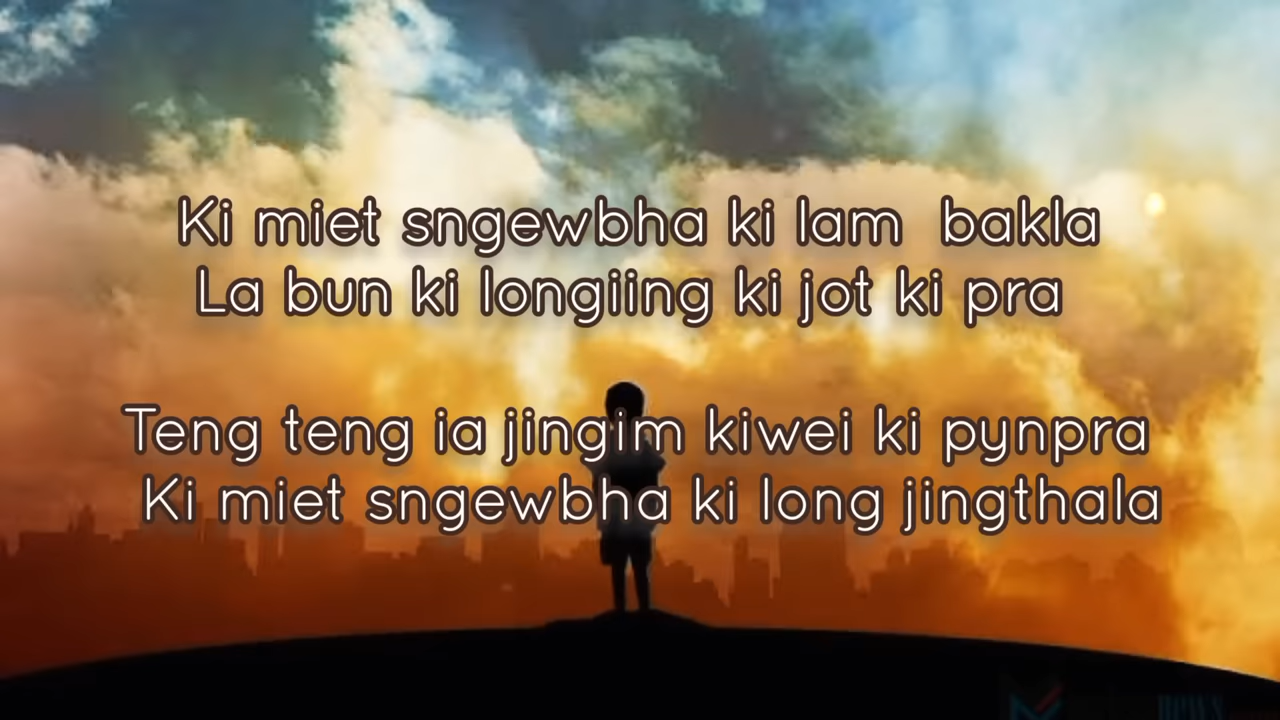 Ki miet sngewbha ki lam bakla
La bun ki longiing ki jot ki pra
Teng teng ia jingim kiwei ki pynpra
Ki miet sngewbha ki long jingthala
news